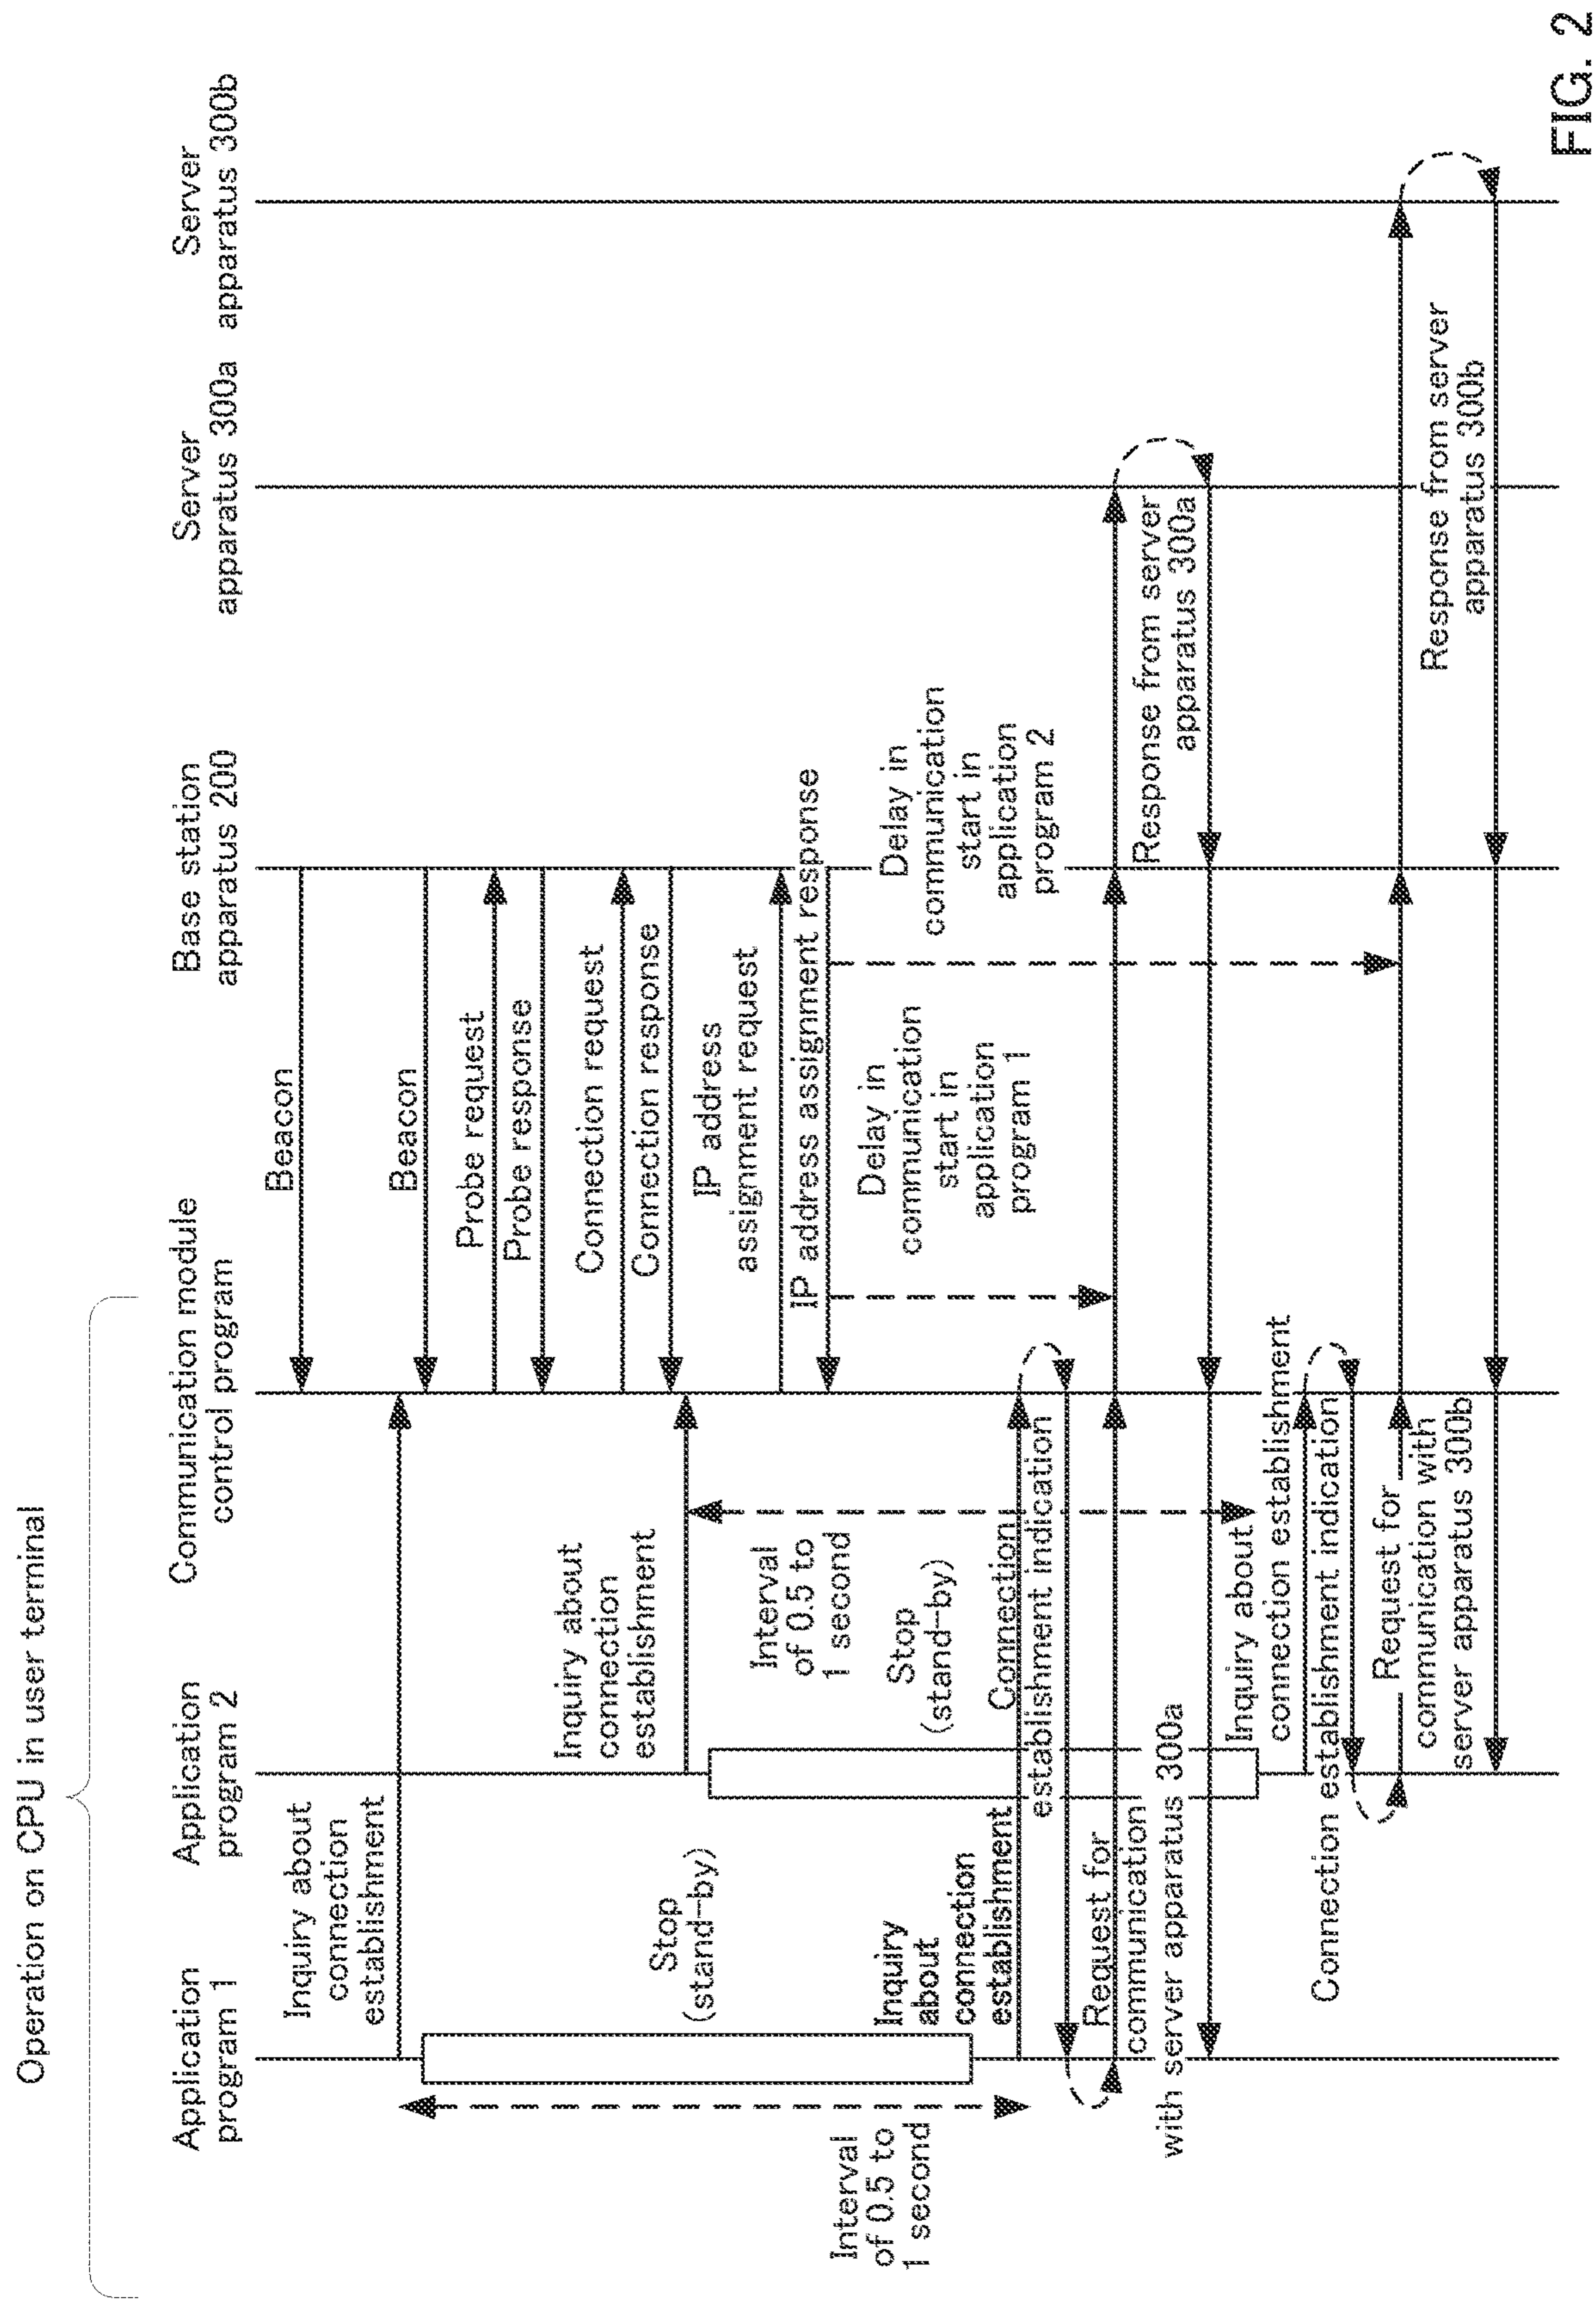 Operation on CPU in user terminal
Application
program 1
Application
program 2
Communication module
control program
Base station
apparatus 200
Server
apparatus 300a
Server
apparatus 300b
Beacon
Inquiry about
connection
establishment
Beacon
Probe request
Probe response
Connection request
Connection response
Inquiry about
connection
establishment
Stop
(stand-by)
IP address
assignment request
IP address assignment response
Interval
of 0.5 to
1 second
Interval
of 0.5 to
1 second
Stop
(stand-by)
Delay in
communication
start in
application
program 1
Delay in
communication
start in
application
program 2
Inquiry
about
connection
establishment
Connection
establishment indication
Request for
communication
with server apparatus 300a
Response from server
apparatus 300a
Inquiry about
connection establishment
Connection establishment indication
Request for
communication with
server apparatus 300b
Response from server
apparatus 300b
FIG. 2